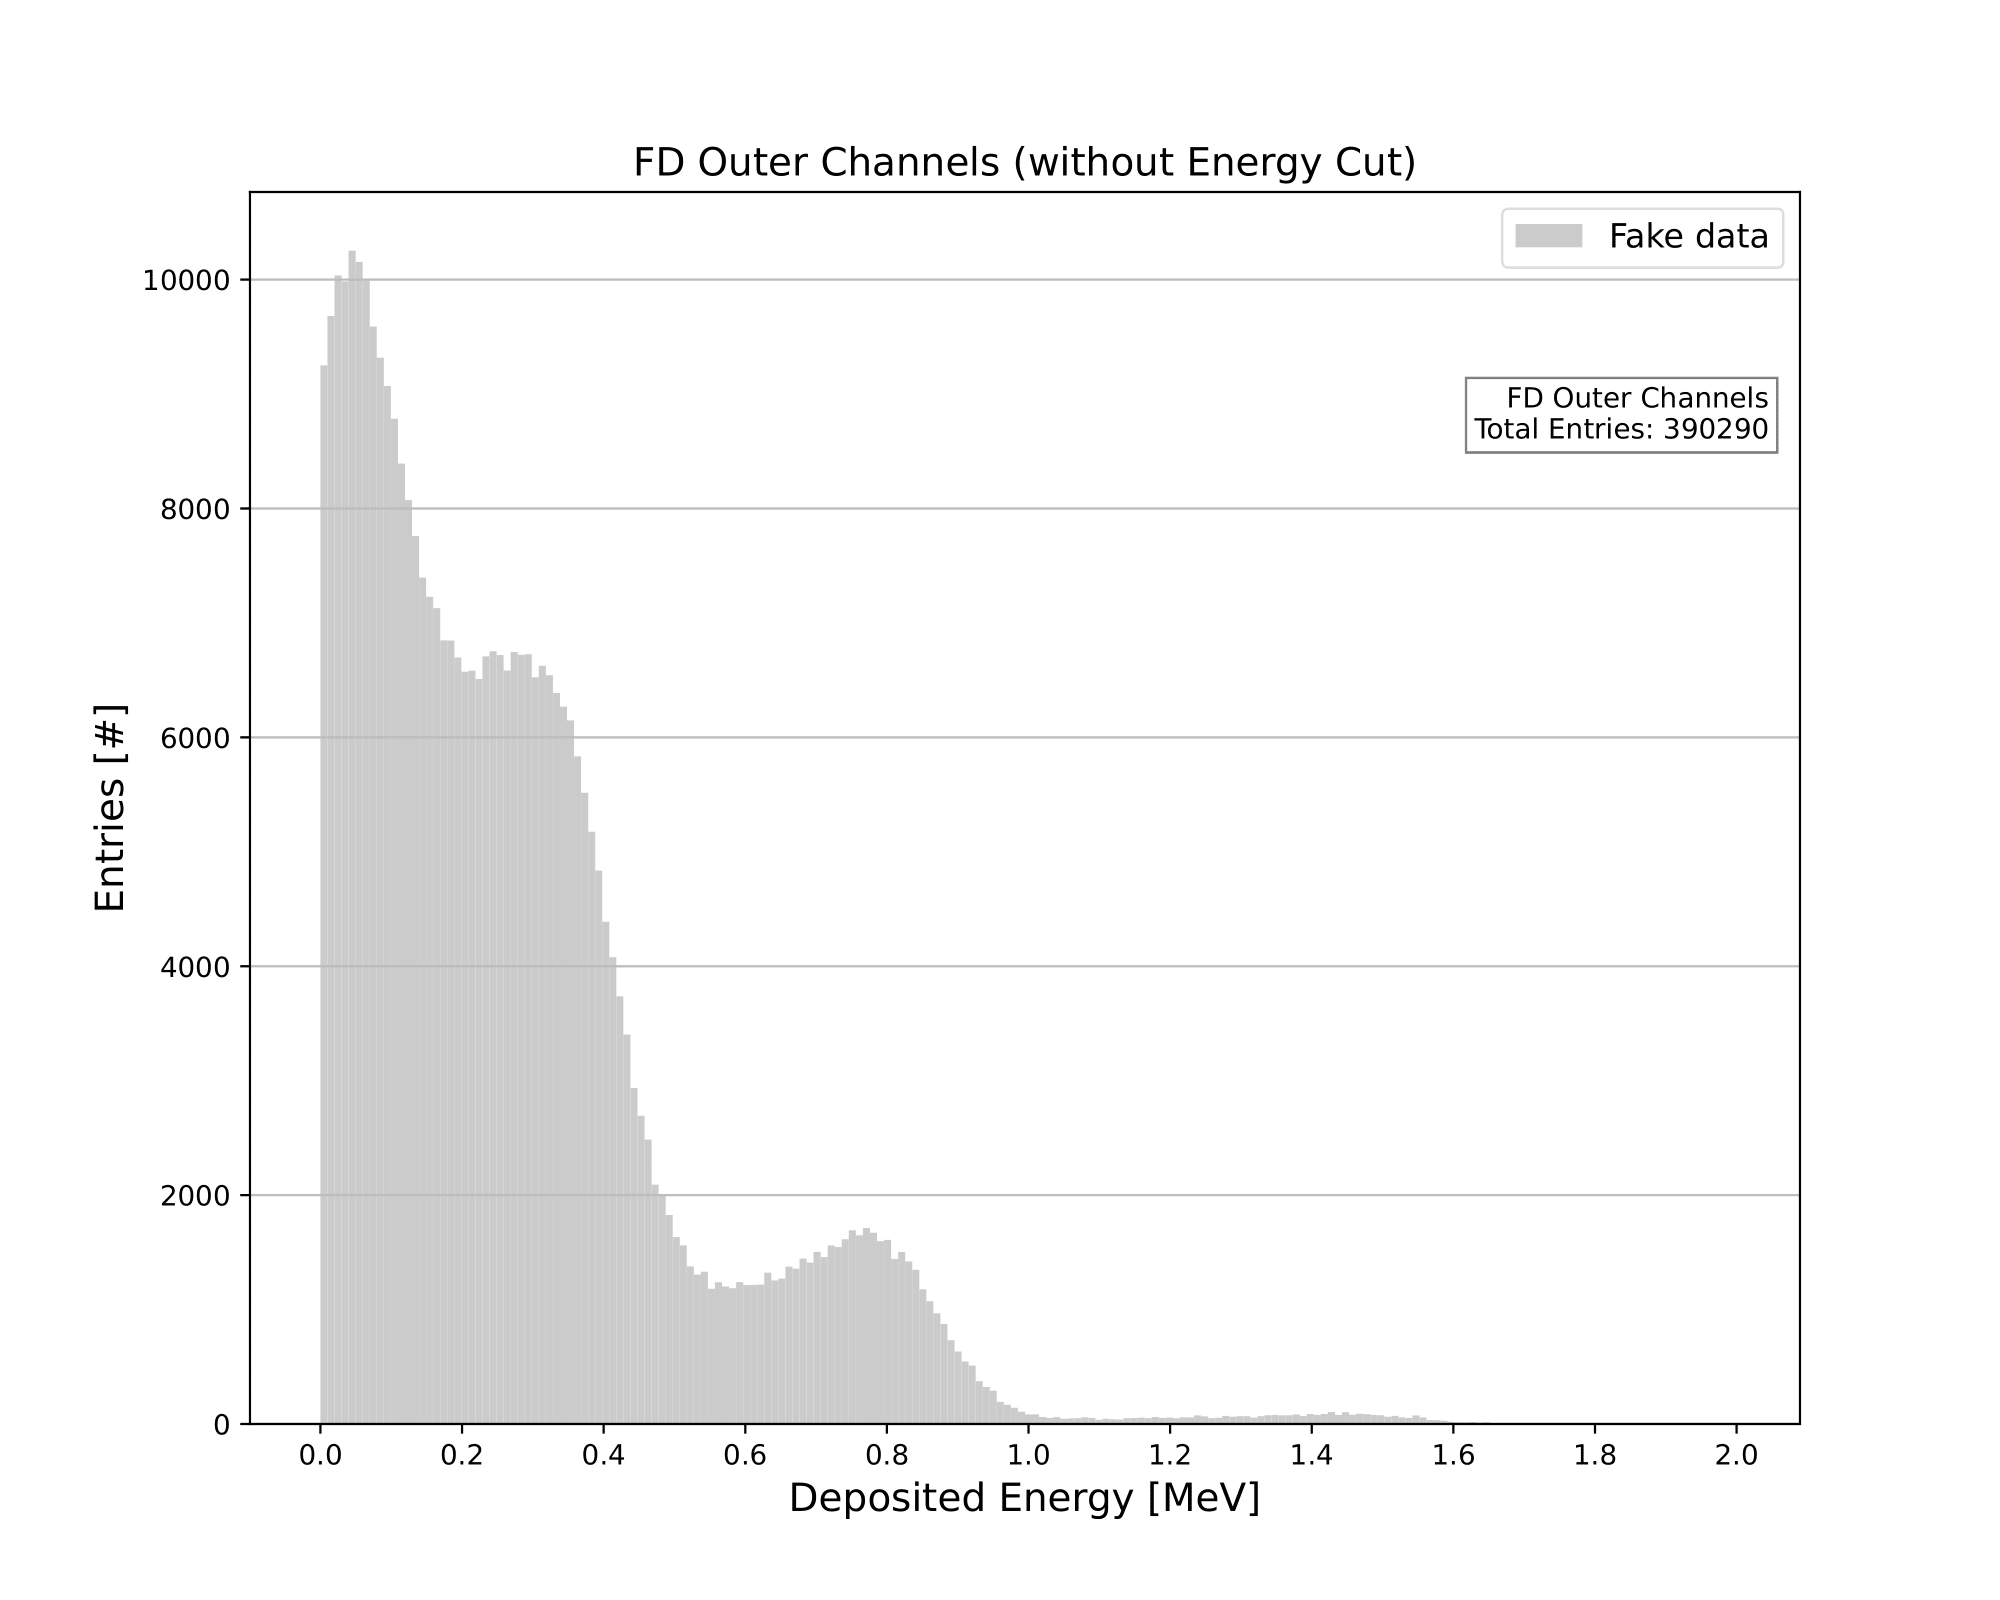 FD Outer Channels (without Energy Cut)
Fake data
FD Outer Channels
Total Entries: 390290
Entries [#]
10000
8000
6000
4000
2000
0
0.0 0.2 0.4 0.6 0.8 1.0 1.2 1.4 1.6 1.8 2.0
Deposited Energy [MeV]